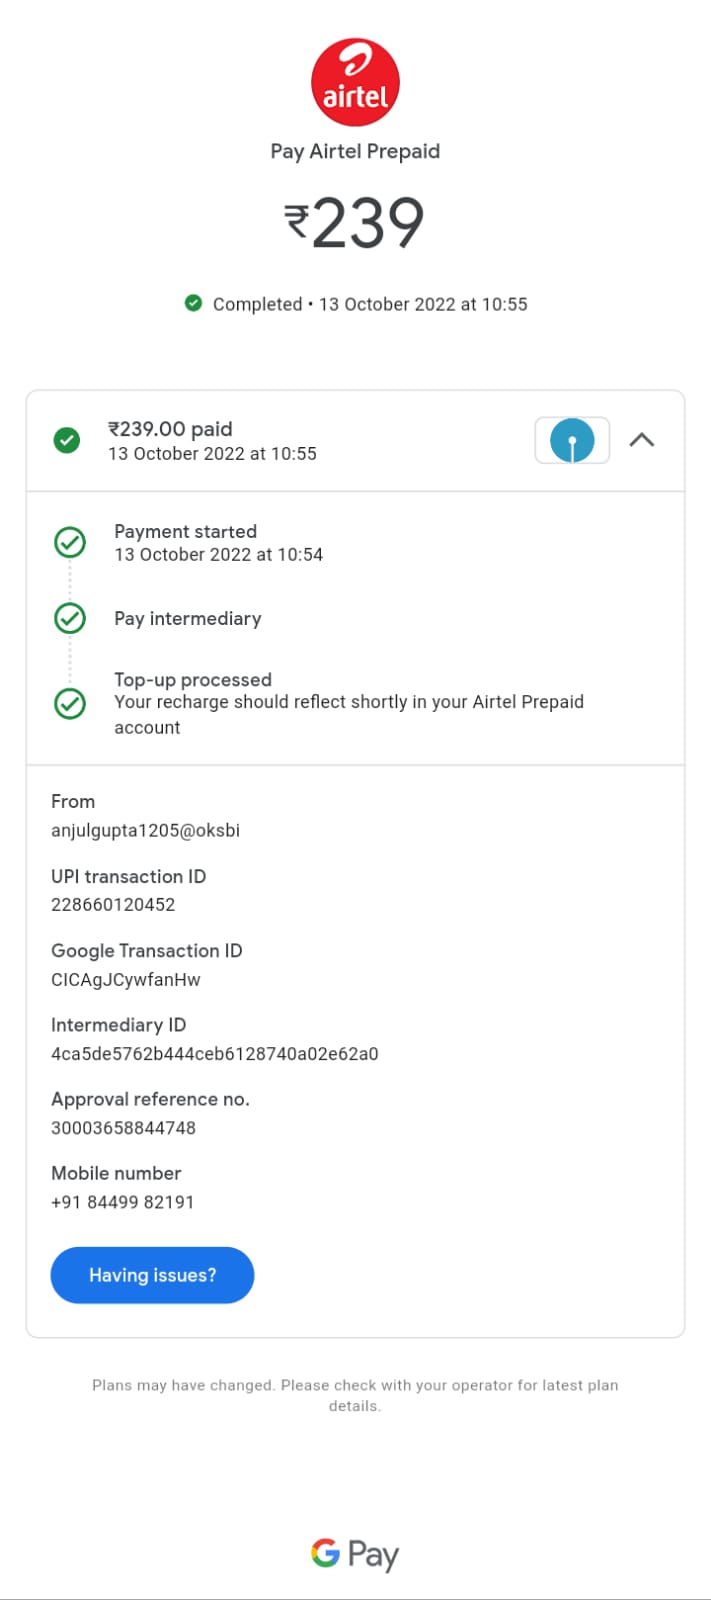 airtel
Pay Airtel Prepaid
₹239
Completed • 13 October 2022 at 10:55
₹239.00 paid
13 October 2022 at 10:55
Payment started
13 October 2022 at 10:54
Pay intermediary
Top-up processed
Your recharge should reflect shortly in your Airtel Prepaid
account
From
anjulgupta1205@oksbi
UPI transaction ID
228660120452
Google Transaction ID
CICAgJCywfanHw
Intermediary ID
4ca5de5762b444ceb6128740a02e62a0
Approval reference no.
30003658844748
Mobile number
+91 84499 82191
Having issues?
Plans may have changed. Please check with your operator for latest plan
details.
G Pay